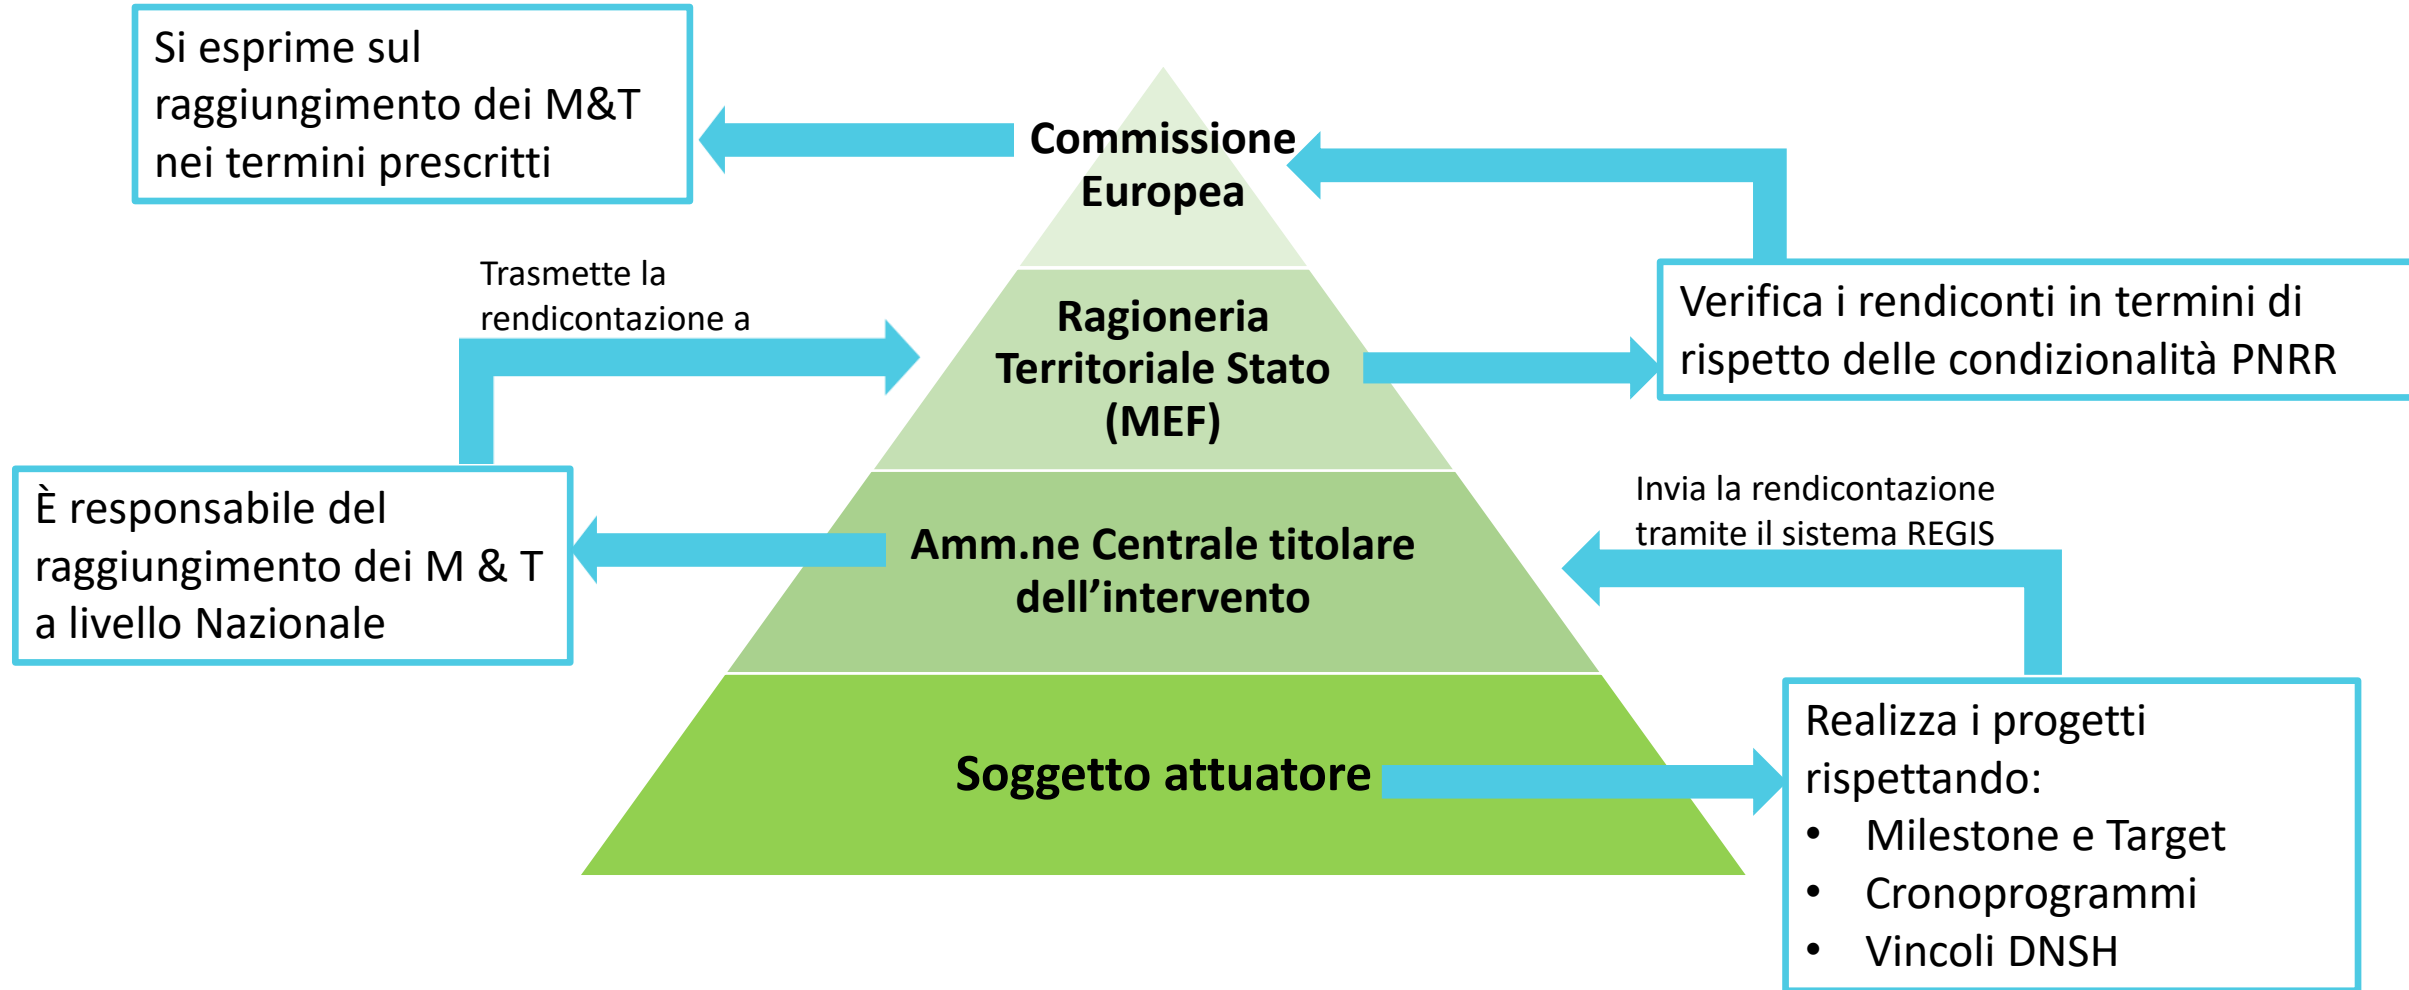 Si esprime sul
raggiungimento dei M&T
nei termini prescritti
Commissione
Europea
Trasmette la
rendicontazione a
Ragioneria
Territoriale Stato
(MEF)
Verifica i rendiconti in termini di
rispetto delle condizionalità PNRR
È responsabile del
raggiungimento dei M & T
a livello Nazionale
Amm.ne Centrale titolare
dell’intervento
Invia la rendicontazione
tramite il sistema REGIS
Soggetto attuatore
Realizza i progetti
rispettando:
• Milestone e Target
• Cronoprogrammi
• Vincoli DNSH